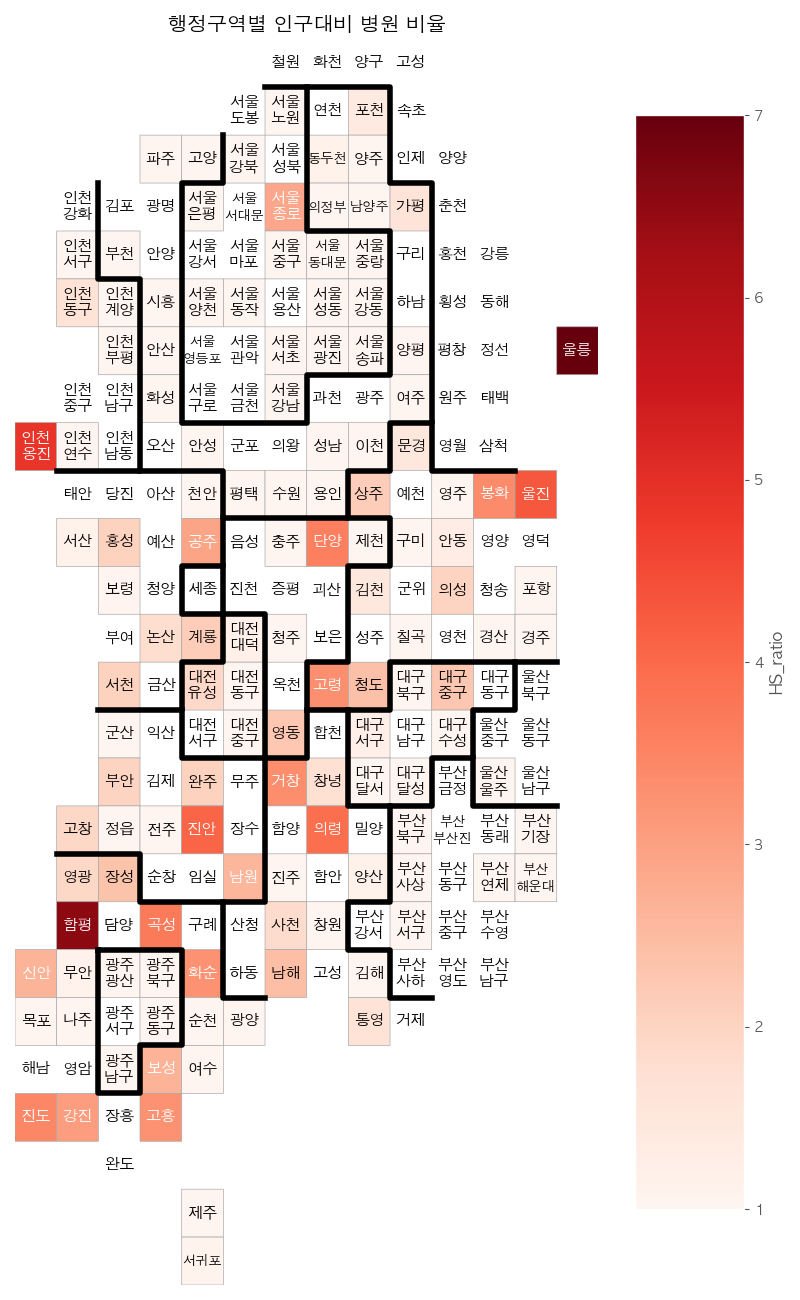 행정구역별 인구대비 병원 비율
철원 화천 양구 고성
서울 서울 연천 포천 속초
도봉 노원
파주 고양 서울 서울 동두천 양주 인제 양양
강북 성북
인천 김포 광명 서울 서울 서울 의정부 남양주 가평 춘천
강화 은평 서대문 종로
인천 부천 안양 서울 서울 서울 서울 서울 구리 홍천 강릉
서구 강서 마포 중구 동대문 중랑
인천 인천 시흥 서울 서울 서울 서울 서울 하남 횡성 동해
동구 계양 양천 동작 용산 성동 강동
인천 안산 서울 서울 서울 서울 서울 양평 평창 정선 울릉
부평 영등포 관악 서초 광진 송파
인천 인천 화성 서울 서울 서울 과천 광주 여주 원주 태백
중구 남구 구로 금천 강남
인천 인천 인천 오산 안성 군포 의왕 성남 이천 문경 영월 삼척
옹진 연수 남동
태안 당진 아산 천안 평택 수원 용인 상주 예천 영주 봉화 울진
서산 홍성 예산 공주 음성 충주 단양 제천 구미 안동 영양 영덕
보령 청양 세종 진천 증평 괴산 김천 군위 의성 청송 포항
부여 논산 계룡 대전 청주 보은 성주 칠곡 영천 경산 경주
대덕
서천 금산 대전 대전 옥천 고령 청도 대구 대구 대구 울산
유성 동구 북구 중구 동구 북구
군산 익산 대전 대전 영동 합천 대구 대구 대구 울산 울산
서구 중구 서구 남구 수성 중구 동구
부안 김제 완주 무주 거창 창녕 대구 대구 부산 울산 울산
달서 달성 금정 울주 남구
고창 정읍 전주 진안 장수 함양 의령 밀양 부산 부산 부산 부산
북구 부산진 동래 기장
영광 장성 순창 임실 남원 진주 함안 양산 부산 부산 부산 부산
사상 동구 연제 해운대
함평 담양 곡성 구례 산청 사천 창원 부산 부산 부산 부산
강서 서구 중구 수영
신안 무안 광주 광주 화순 하동 남해 고성 김해 부산 부산 부산
광산 북구 사하 영도 남구
목포 나주 광주 광주 순천 광양 통영 거제
서구 동구
해남 영암 광주 보성 여수
남구
진도 강진 장흥 고흥
완도
제주
서귀포
7
6
5
4
3
2
1
HS_ratio